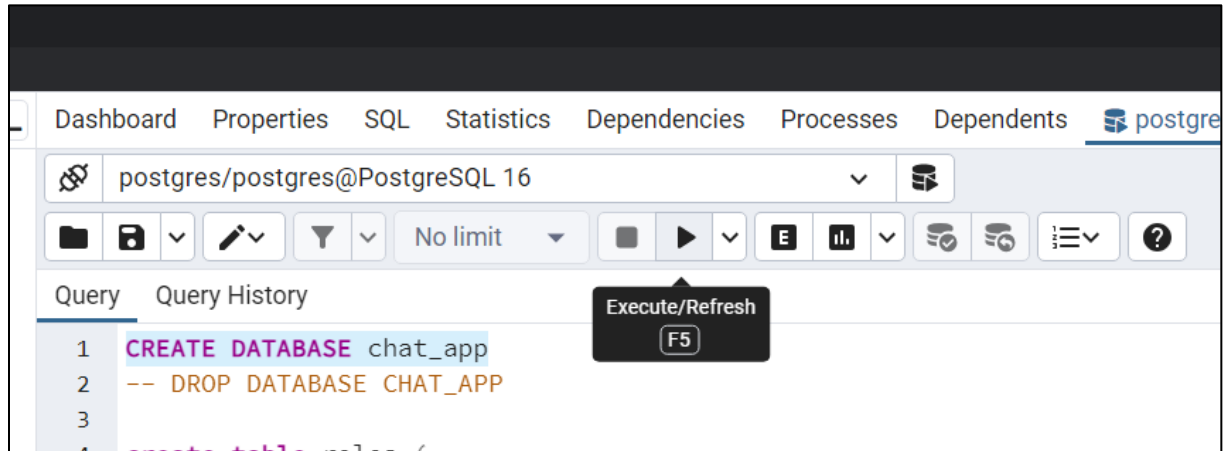 Dashboard Properties SQL Statistics Dependencies Processes Dependents postgre
postgres/postgres@PostgreSQL 16
No limit E
Query Query History
Execute/Refresh
F5
1 CREATE DATABASE chat_app
2 -- DROP DATABASE CHAT_APP
3